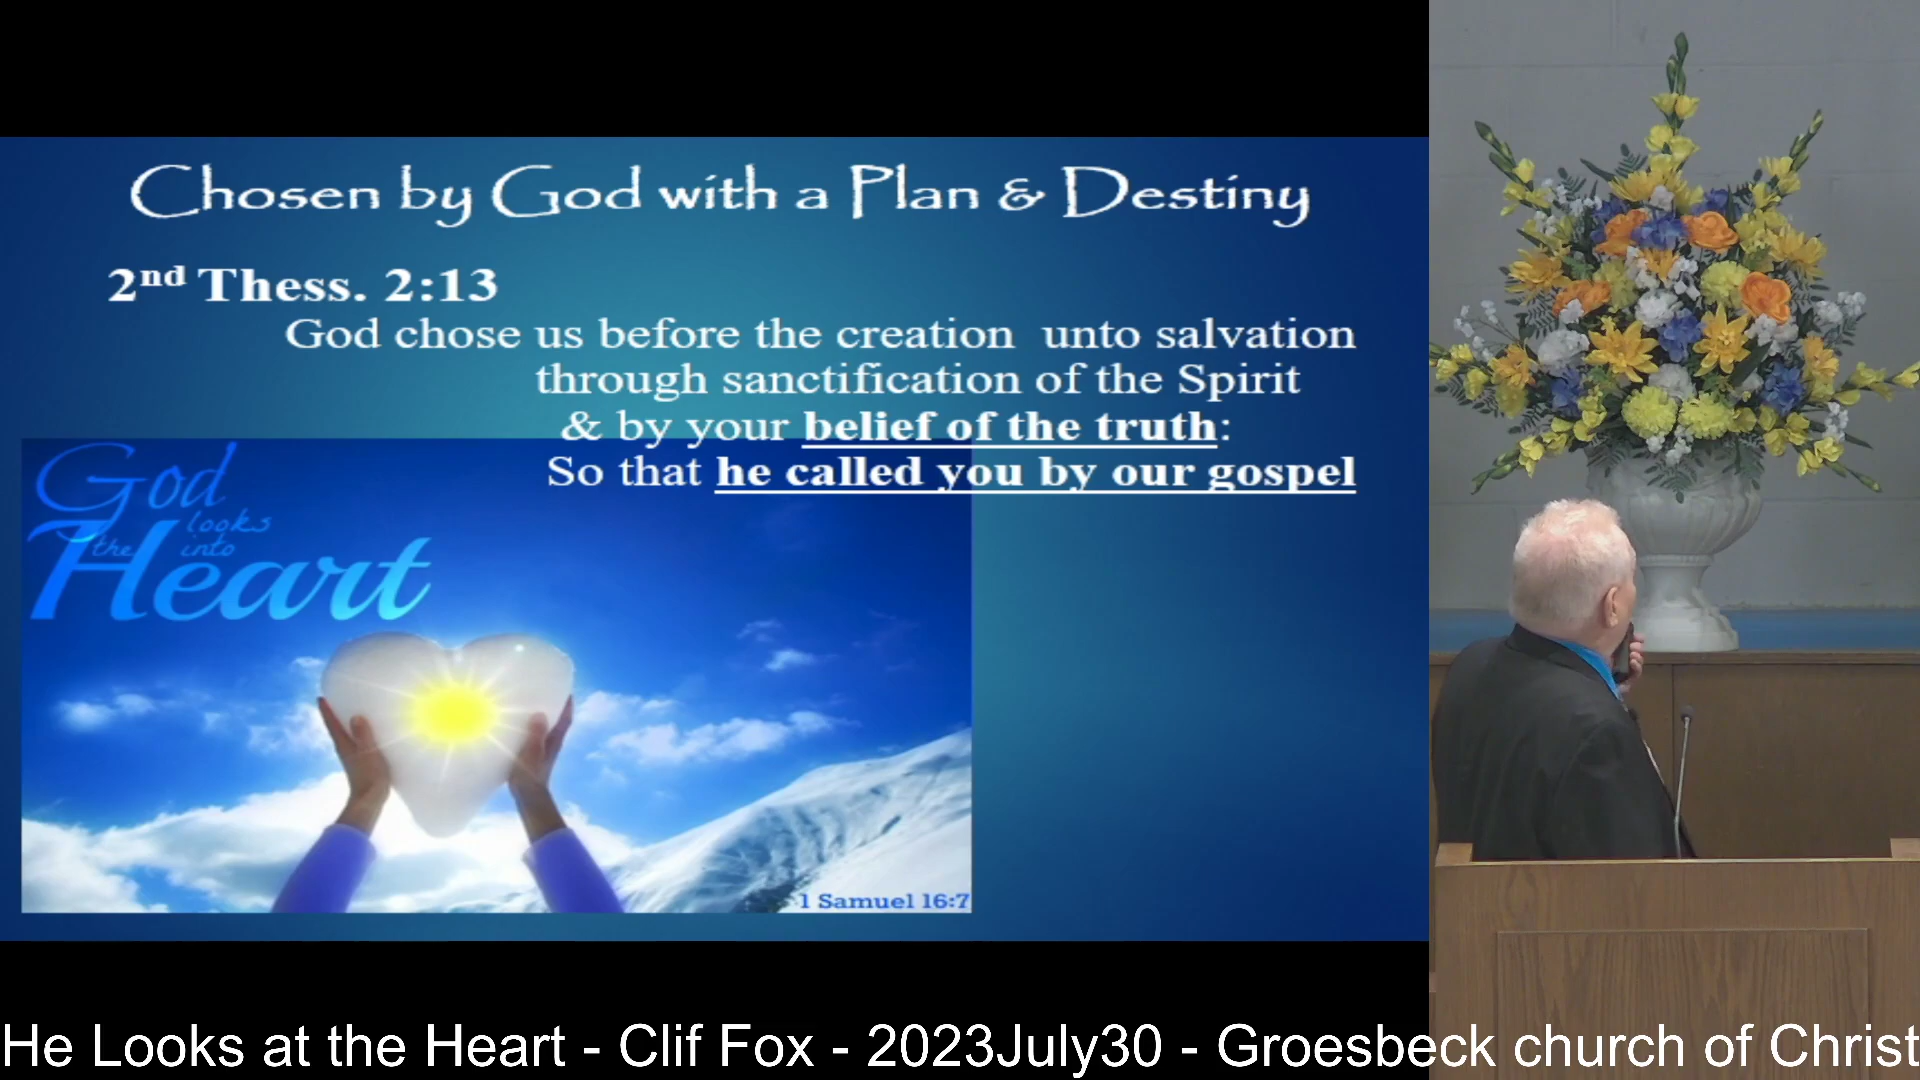 Chosen by God with a Plan & Destiny
2nd Thess. 2:13
God chose us before the creation unto salvation
through sanctification of the Spirit
& by your belief of the truth:
So that he called you by our gospel
God
looks
the into
Heart
1 Samuel 16:7
He Looks at the Heart - Clif Fox - 2023July30 - Groesbeck church of Christ